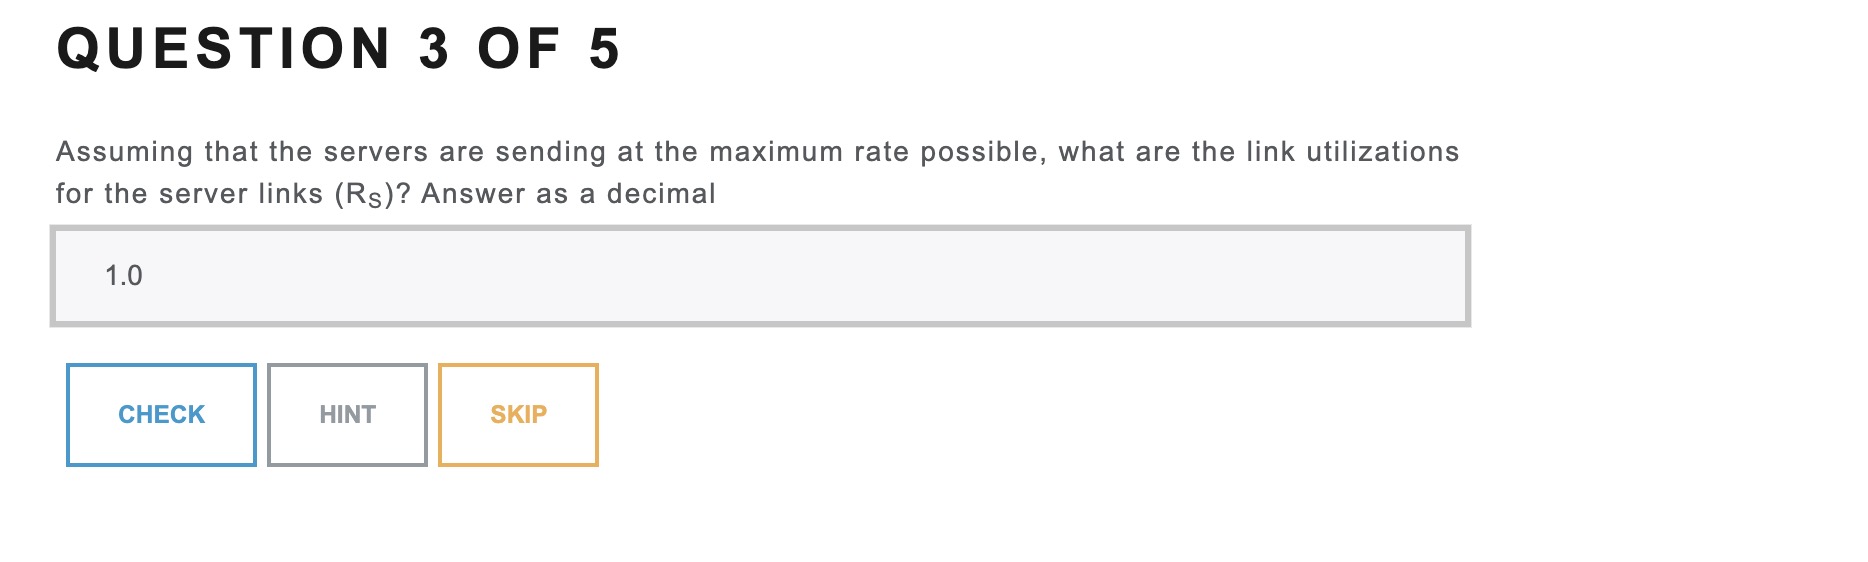 QUESTION 3 OF 5
Assuming that the servers are sending at the maximum rate possible, what are the link utilizations
for the server links (RS)? Answer as a decimal
1.0
CHECK HINT SKIP